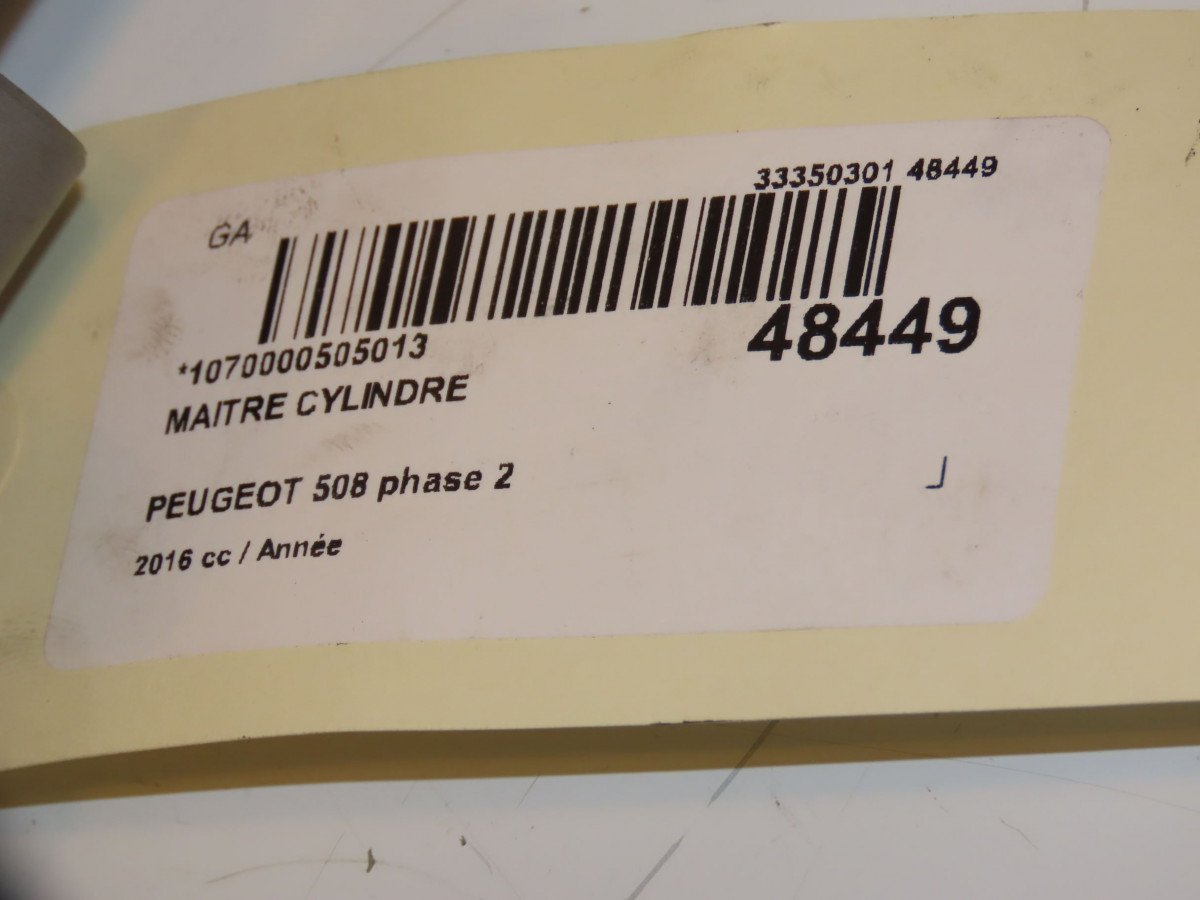 33350301 48449
GA
*1070000505013
48449
MAITRE CYLINDRE
PEUGEOT 508 phase 2
2016 cc / Année